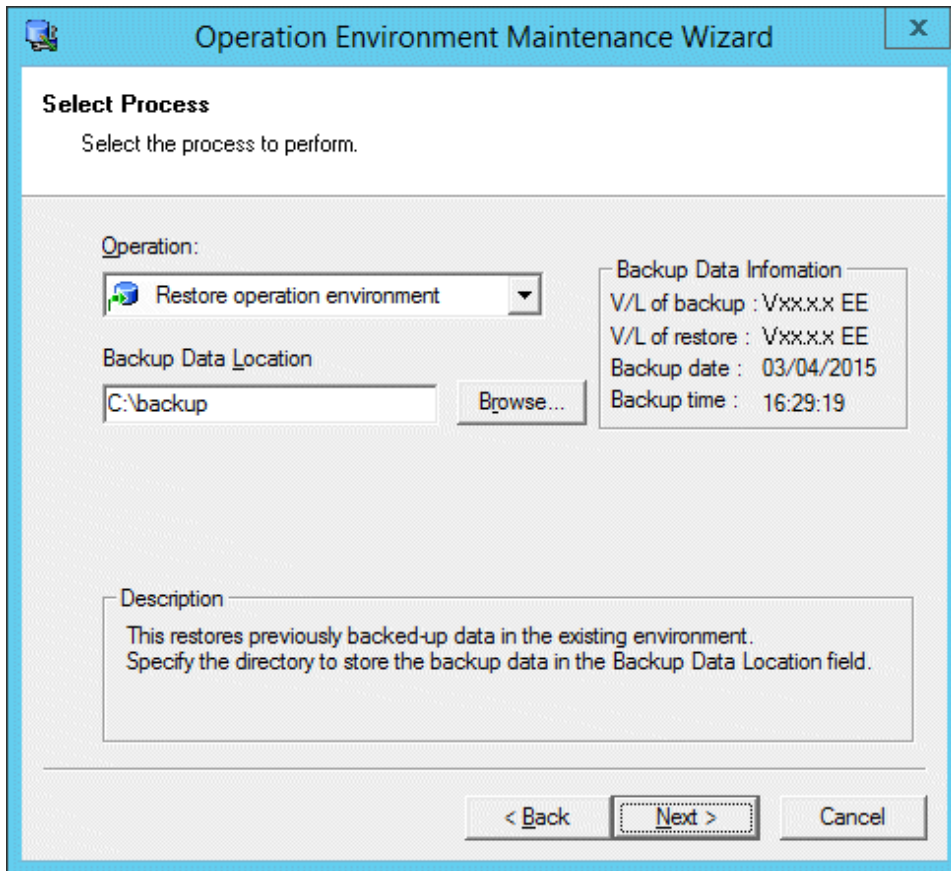 Operation Environment Maintenance Wizard
x
Select Process
Select the process to perform.
Operation:
Restore operation environment
Backup Data Location
C:\backup
Browse...
Backup Data Infomation
V/L of backup : Vxx.x.x EE
V/L of restore : Vxx.x.x EE
Backup date : 03/04/2015
Backup time : 16:29:19
Description
This restores previously backed-up data in the existing environment.
Specify the directory to store the backup data in the Backup Data Location field.
< Back
Next >
Cancel